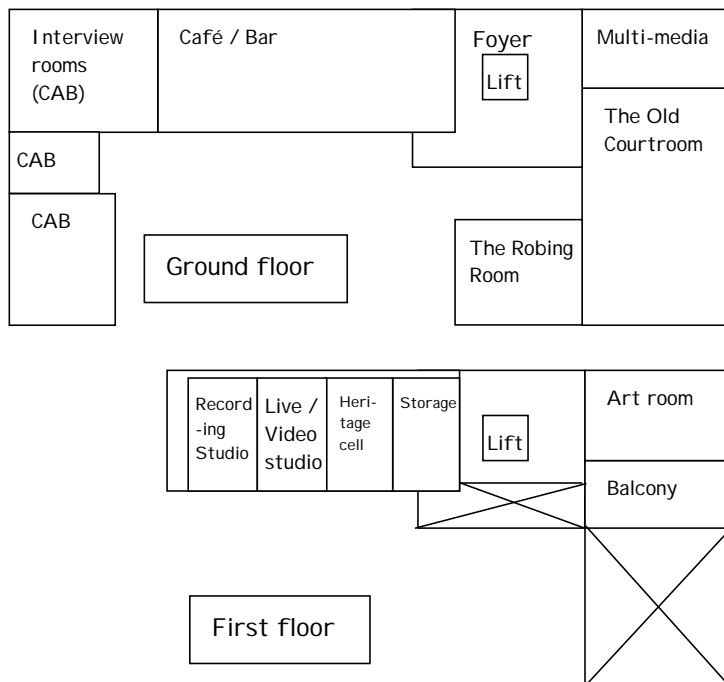 Interview
rooms
(CAB)
Café / Bar
Foyer
Lift
Multi-media
The Old
Courtroom
CAB
CAB
Ground floor
The Robing
Room
Record
-ing
Studio
Live /
Video
studio
Heri-
tage
cell
Storage
Lift
Art room
Balcony
First floor